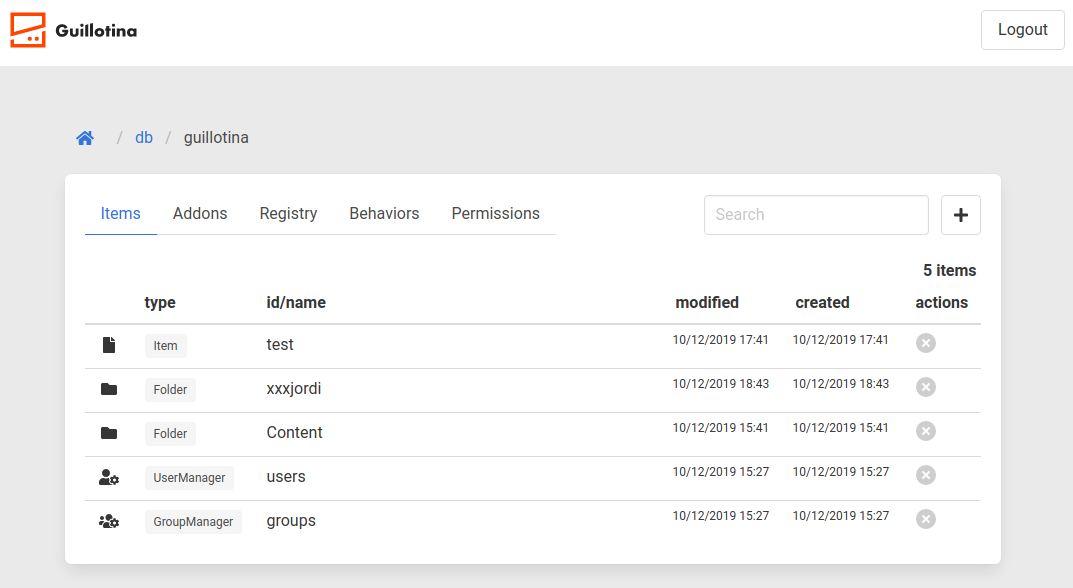 Guillotina
Logout
/ db / guillotina
Items Addons Registry Behaviors Permissions Search
5 items
type id/name modified created actions
Item test 10/12/2019 17:41 10/12/2019 17:41
Folder xxxjordi 10/12/2019 18:43 10/12/2019 18:43
Folder Content 10/12/2019 15:41 10/12/2019 15:41
UserManager users 10/12/2019 15:27 10/12/2019 15:27
GroupManager groups 10/12/2019 15:27 10/12/2019 15:27